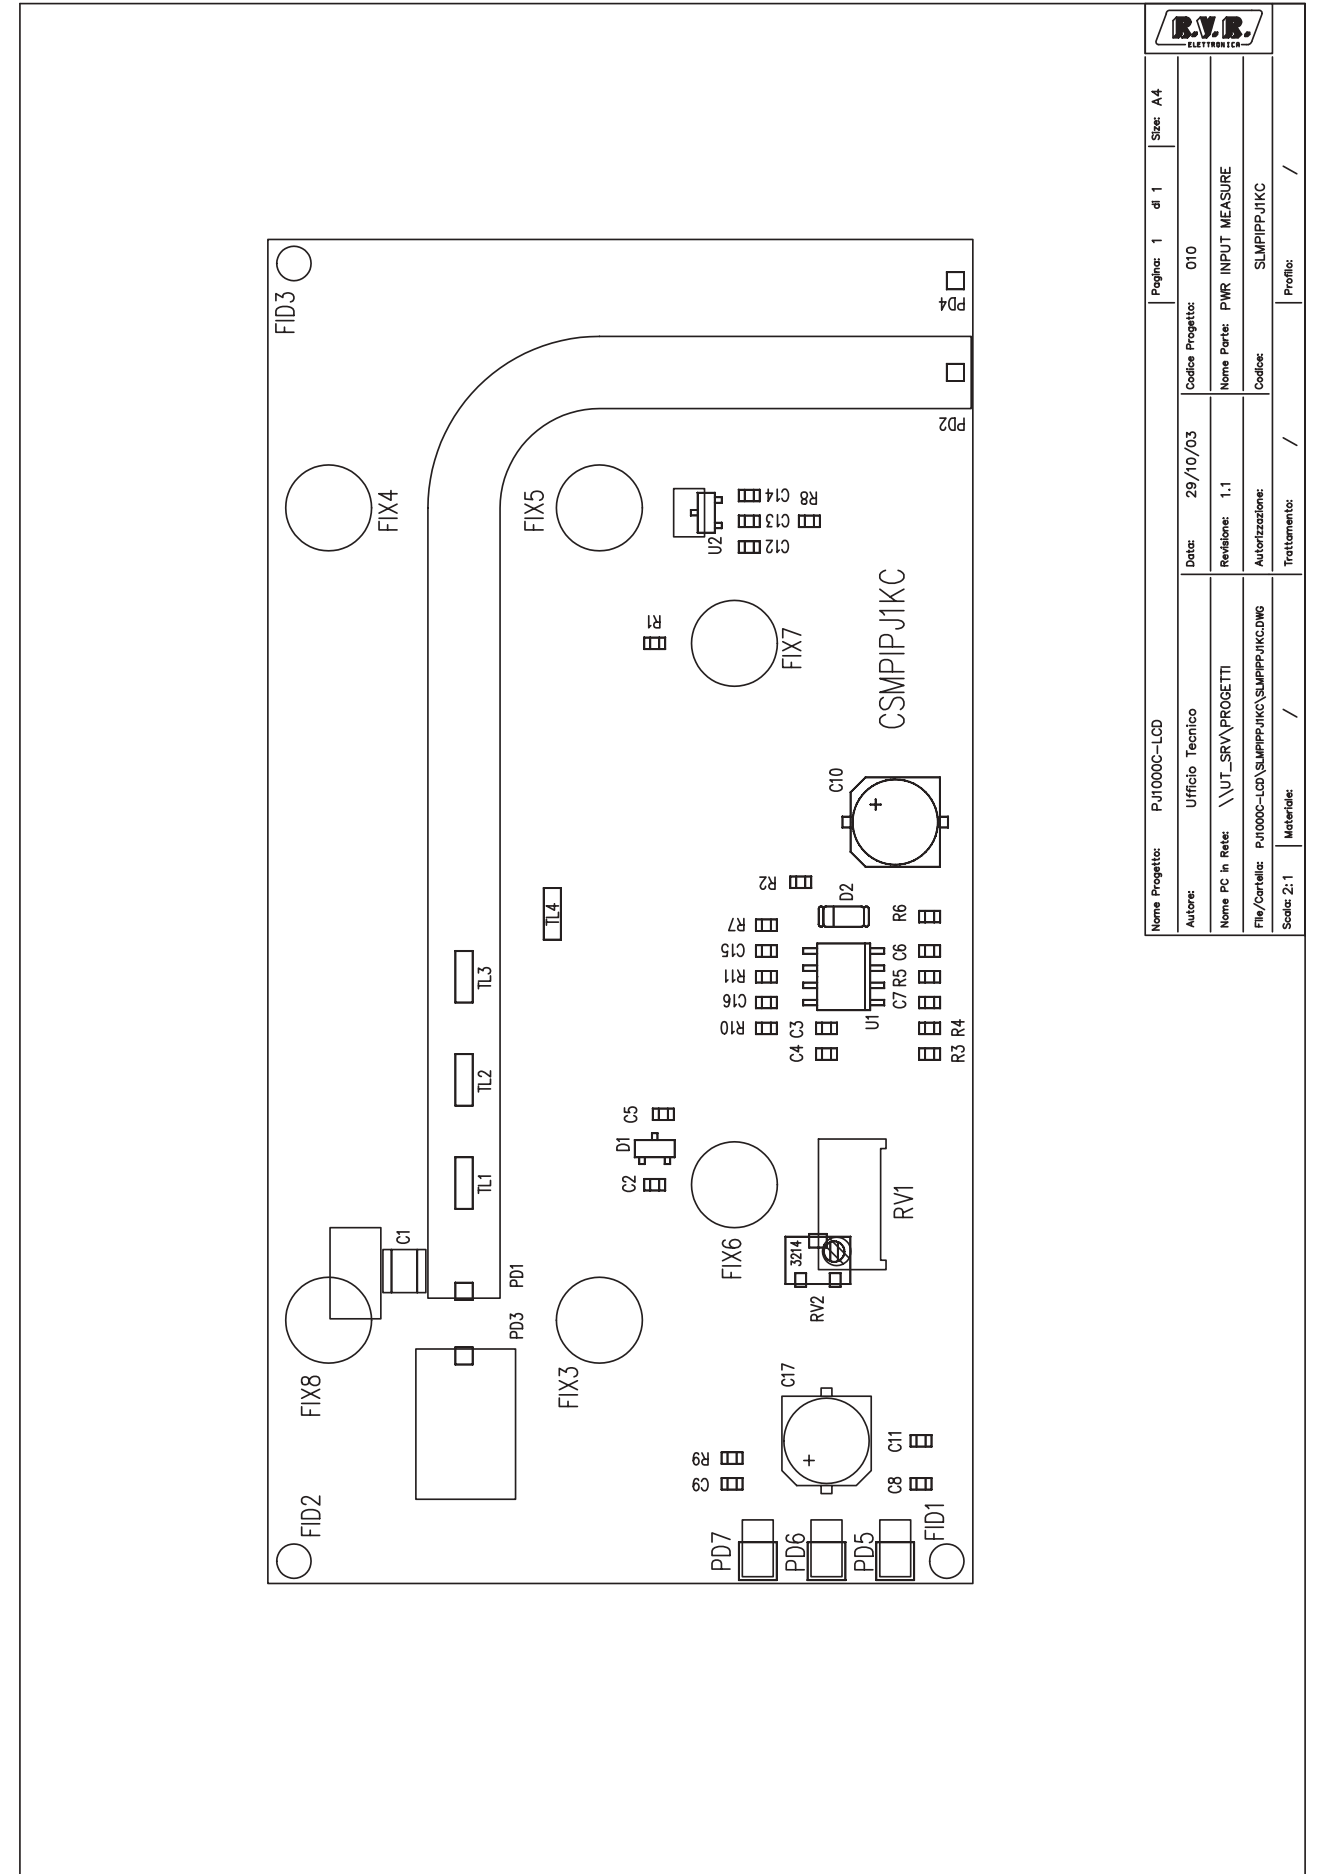 R.V.R.
ELETTRONICA
Nome Progetto: PJ1000C-LCD
Pagina: 1 di 1
Size: A4
Autore: Ufficio Tecnico
Data: 29/10/03
Codice Progetto: 010
Nome PC in Rete: \\UT_SRV\PROGETTI
Revisione: 1.1
Nome Parte: PWR INPUT MEASURE
File/Cartella: PJ1000C-LCD\SLMPIPPJ1KC\SLMPIPPJ1KC.DWG
Autorizzazione:
Codice: SLMPIPPJ1KC
Scala: 2:1
Materiale: /
Trattamento: /
Profilo: /
FID3
PD4
PD2
FIX4
FIX5
C14
R8
C13
C12
U2
R1
FIX7
CSMPIPJ1KC
C10
R2
D2
TL4
R7
R6
C15
C6
TL3
R11
R5
C16
C7
R10
C3
U1
R4
C4
R3
TL2
C5
D1
C2
TL1
RV1
C1
FIX6
3214
PD1
RV2
PD3
FIX8
FIX3
C17
R9
C11
C9
C8
FID2
FID1
PD7
PD6
PD5